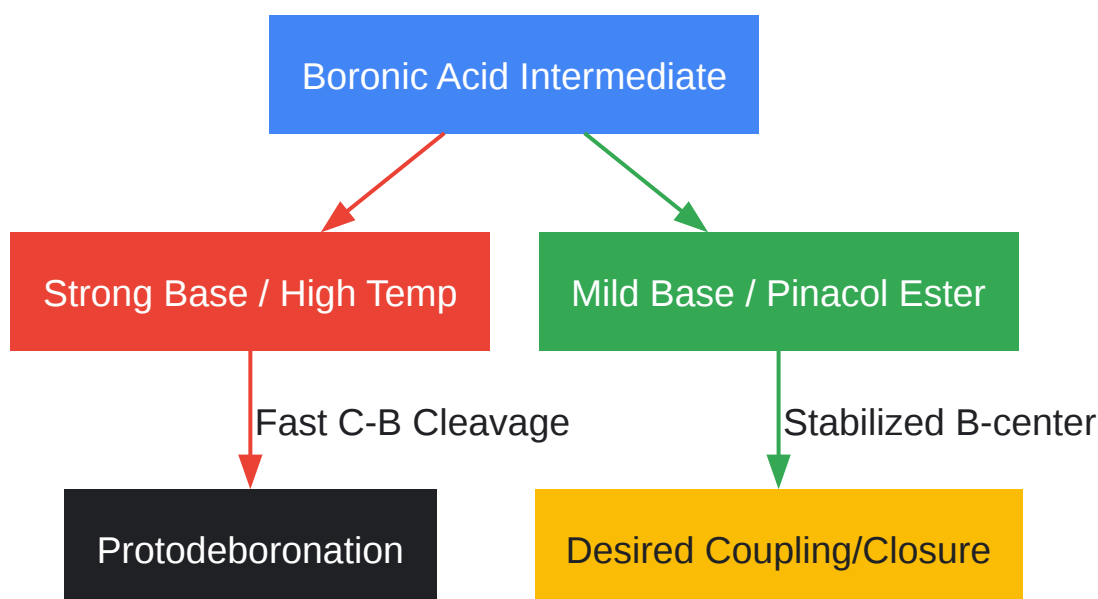 Boronic Acid Intermediate
Strong Base / High Temp
Mild Base / Pinacol Ester
Fast C-B Cleavage
Stabilized B-center
Protodeboronation
Desired Coupling/Closure